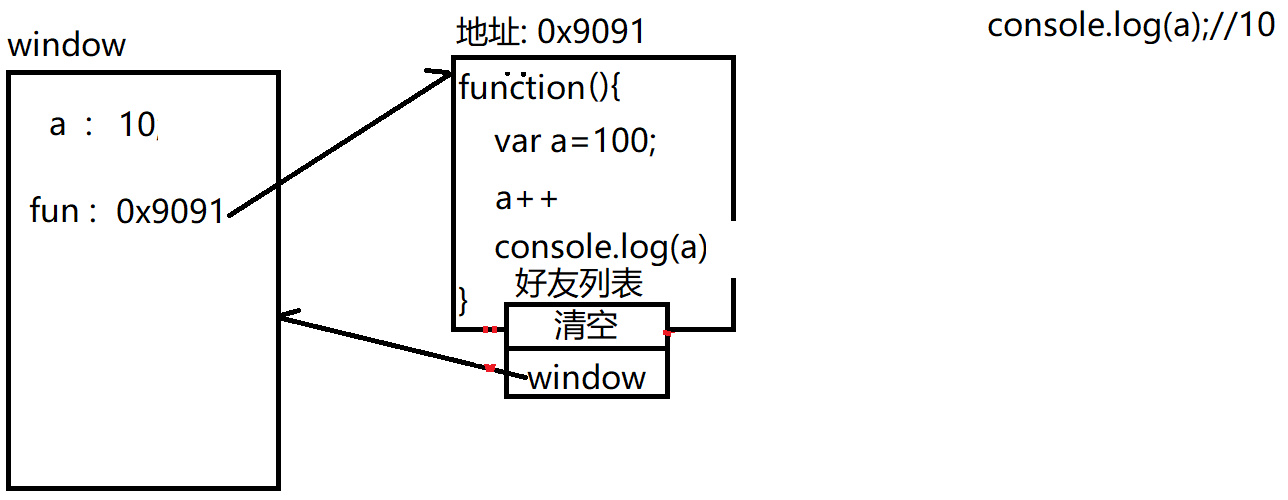 window
a : 10,
fun : 0x9091
地址: 0x9091
function(){
var a=100;
a++
console.log(a)
}
好友列表
清空
window
console.log(a);//10